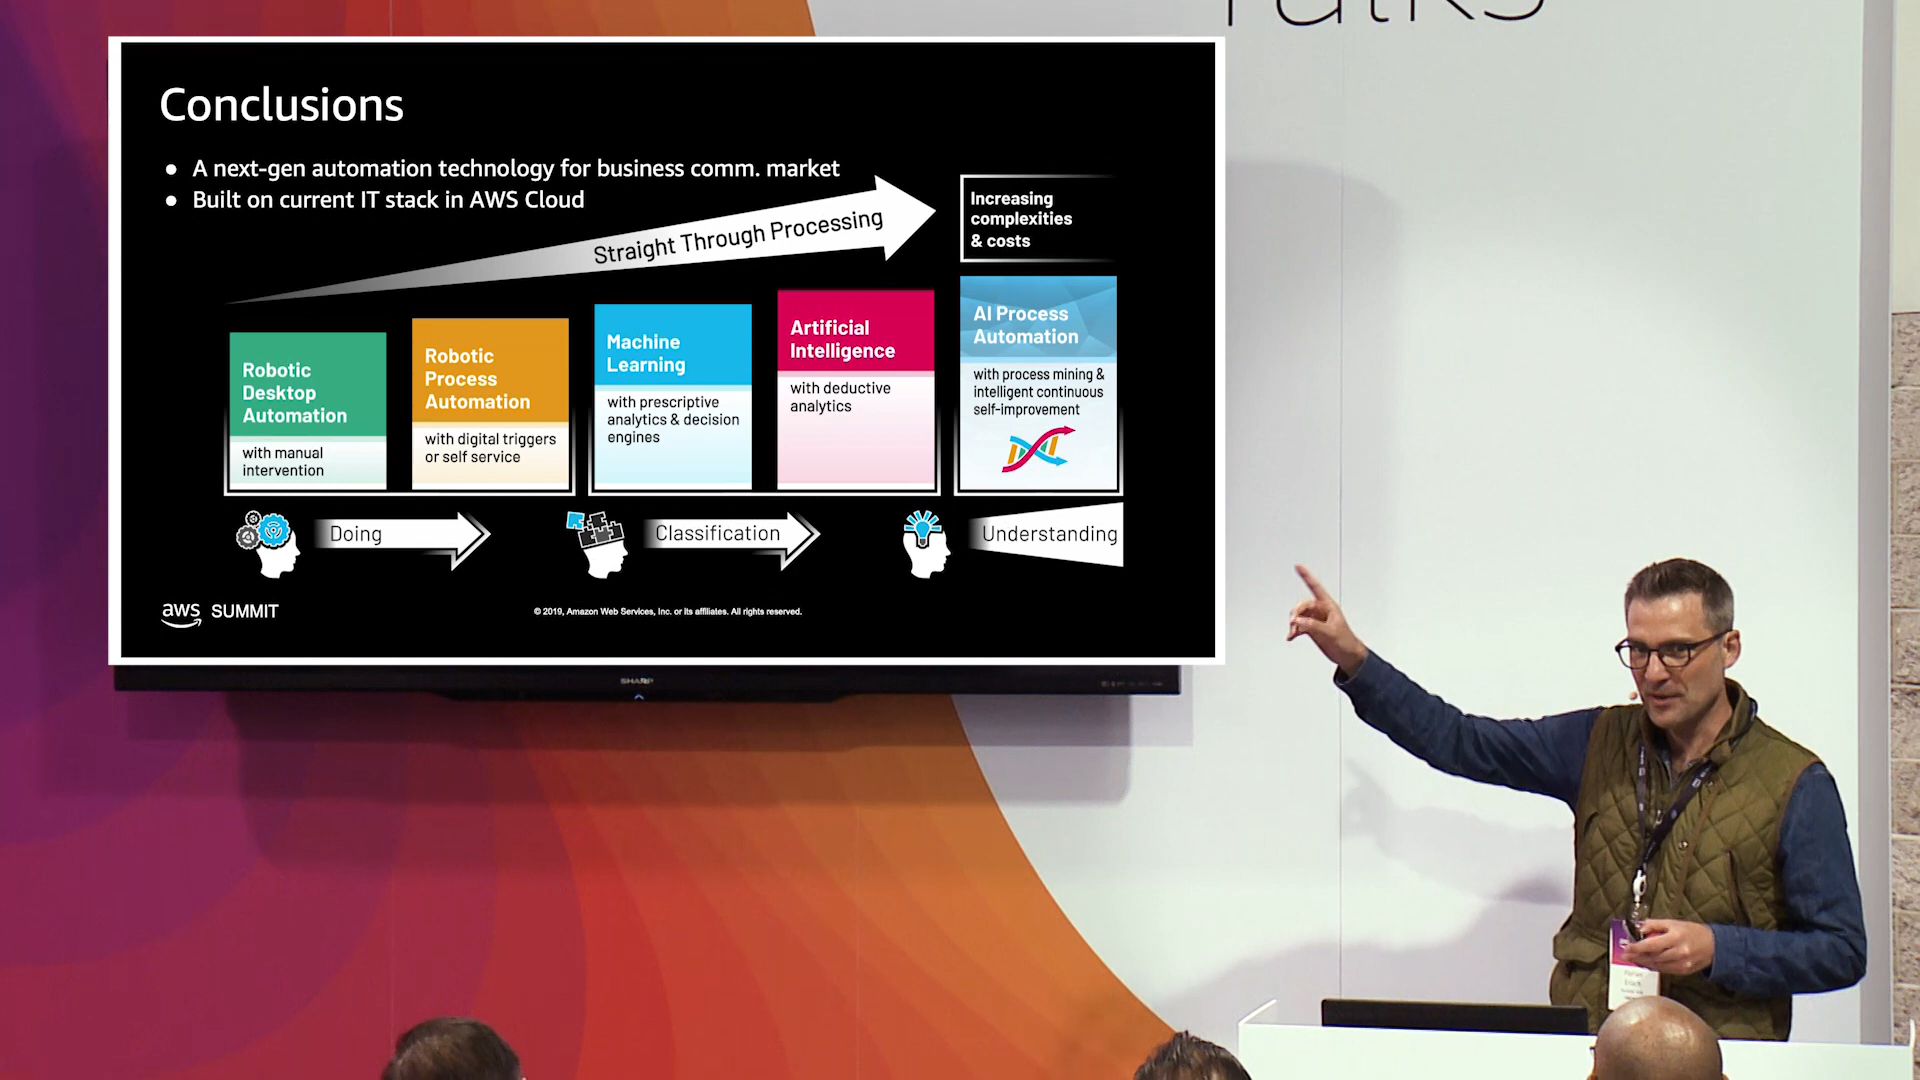 Talks
Conclusions
● A next-gen automation technology for business comm. market
● Built on current IT stack in AWS Cloud
Straight Through Processing
Increasing
complexities
& costs
Robotic
Desktop
Automation
with manual
intervention
Robotic
Process
Automation
with digital triggers
or self service
Machine
Learning
with prescriptive
analytics & decision
engines
Artificial
Intelligence
with deductive
analytics
AI Process
Automation
with process mining &
intelligent continuous
self-improvement
Doing
Classification
Understanding
aws SUMMIT
© 2019, Amazon Web Services, Inc. or its affiliates. All rights reserved.
SHARP